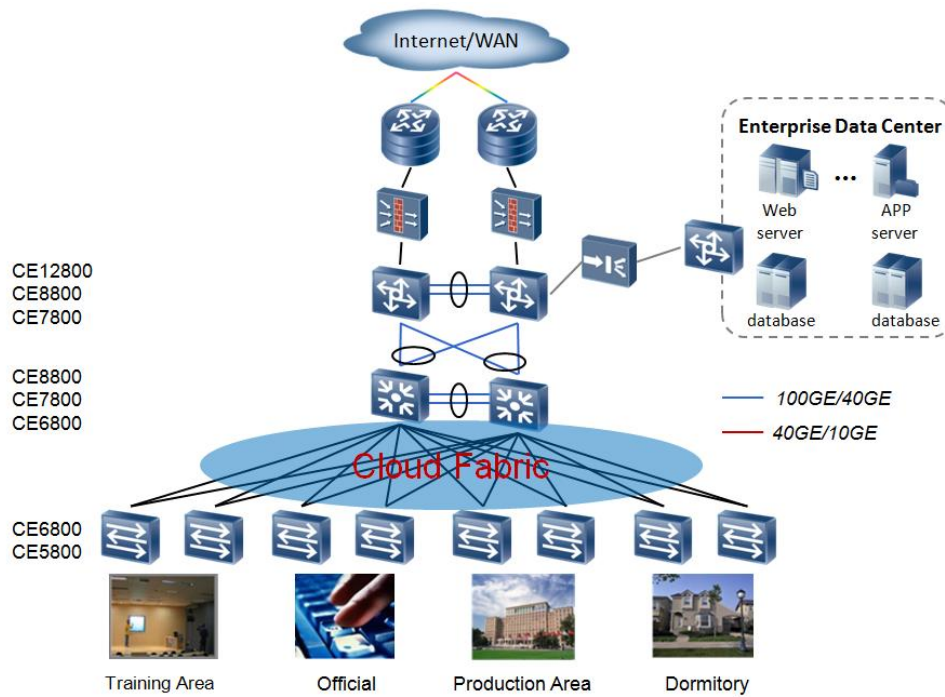 Internet/WAN
Enterprise Data Center
...
Web
server
APP
server
database
database
CE12800
CE8800
CE7800
CE8800
CE7800
CE6800
100GE/40GE
40GE/10GE
Cloud Fabric
CE6800
CE5800
Training Area
Official
Production Area
Dormitory